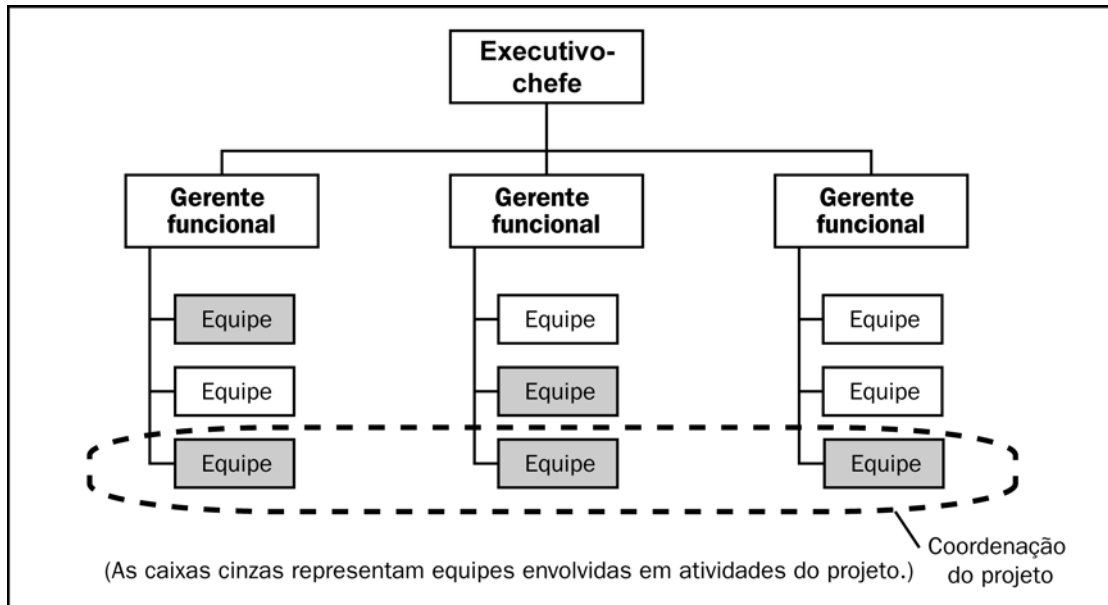 Executivo-
chefe
Gerente
funcional
Gerente
funcional
Gerente
funcional
Equipe
Equipe
Equipe
Equipe
Equipe
Equipe
Equipe
Equipe
Equipe
Coordenação
do projeto
(As caixas cinzas representam equipes envolvidas em atividades do projeto.)